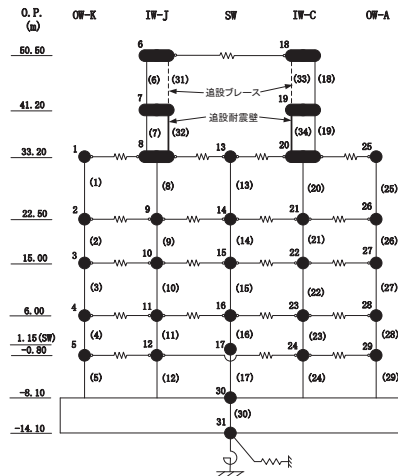 O.P.
(m)
OW-K IW-J SW IW-C OW-A
6 18
50.50
(6) (31) (33) (18)
追設ブレース
7 19
41.20
追設耐震壁
(7) (32) (34) (19)
1 8 13 20 25
33.20
(1) (8) (13) (20) (25)
2 9 14 21 26
22.50
(2) (9) (14) (21) (26)
3 10 15 22 27
15.00
(3) (10) (15) (22) (27)
4 11 16 23 28
6.00
(4) (11) (16) (23) (28)
1.15(SW)
5 12 17 24 29
-0.80
(5) (12) (17) (24) (29)
30
-8.10
(30)
31
-14.10